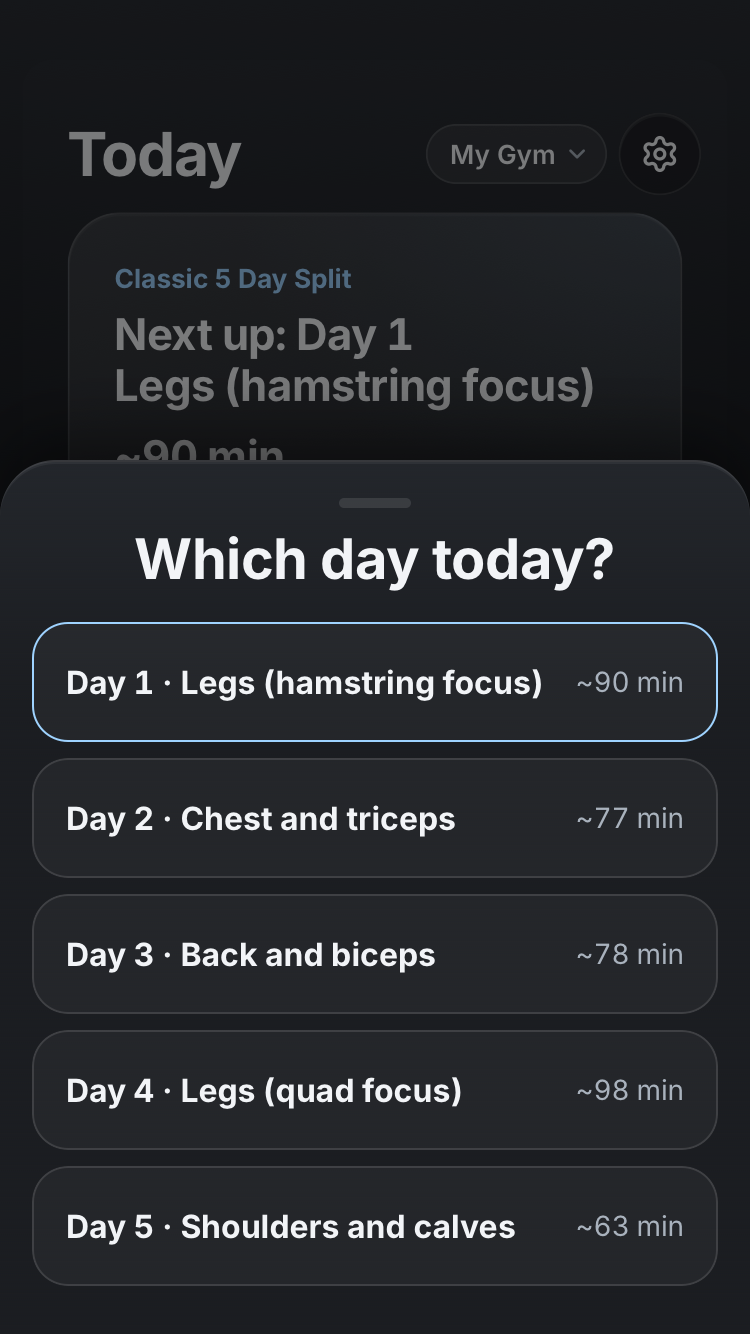 Today
My Gym
Classic 5 Day Split
Next up: Day 1
Legs (hamstring focus)
~90 min
Which day today?
Day 1 · Legs (hamstring focus) ~90 min
Day 2 · Chest and triceps ~77 min
Day 3 · Back and biceps ~78 min
Day 4 · Legs (quad focus) ~98 min
Day 5 · Shoulders and calves ~63 min